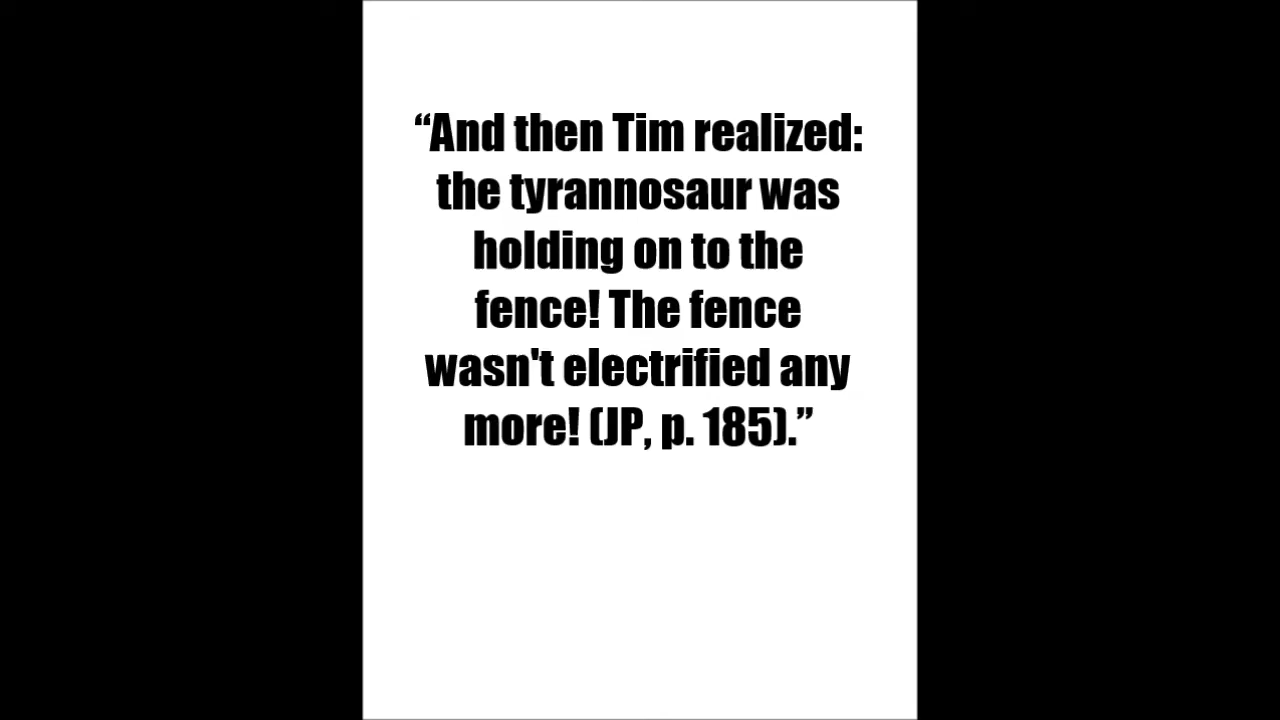 “And then Tim realized:
the tyrannosaur was
holding on to the
fence! The fence
wasn't electrified any
more! (JP, p. 185).”